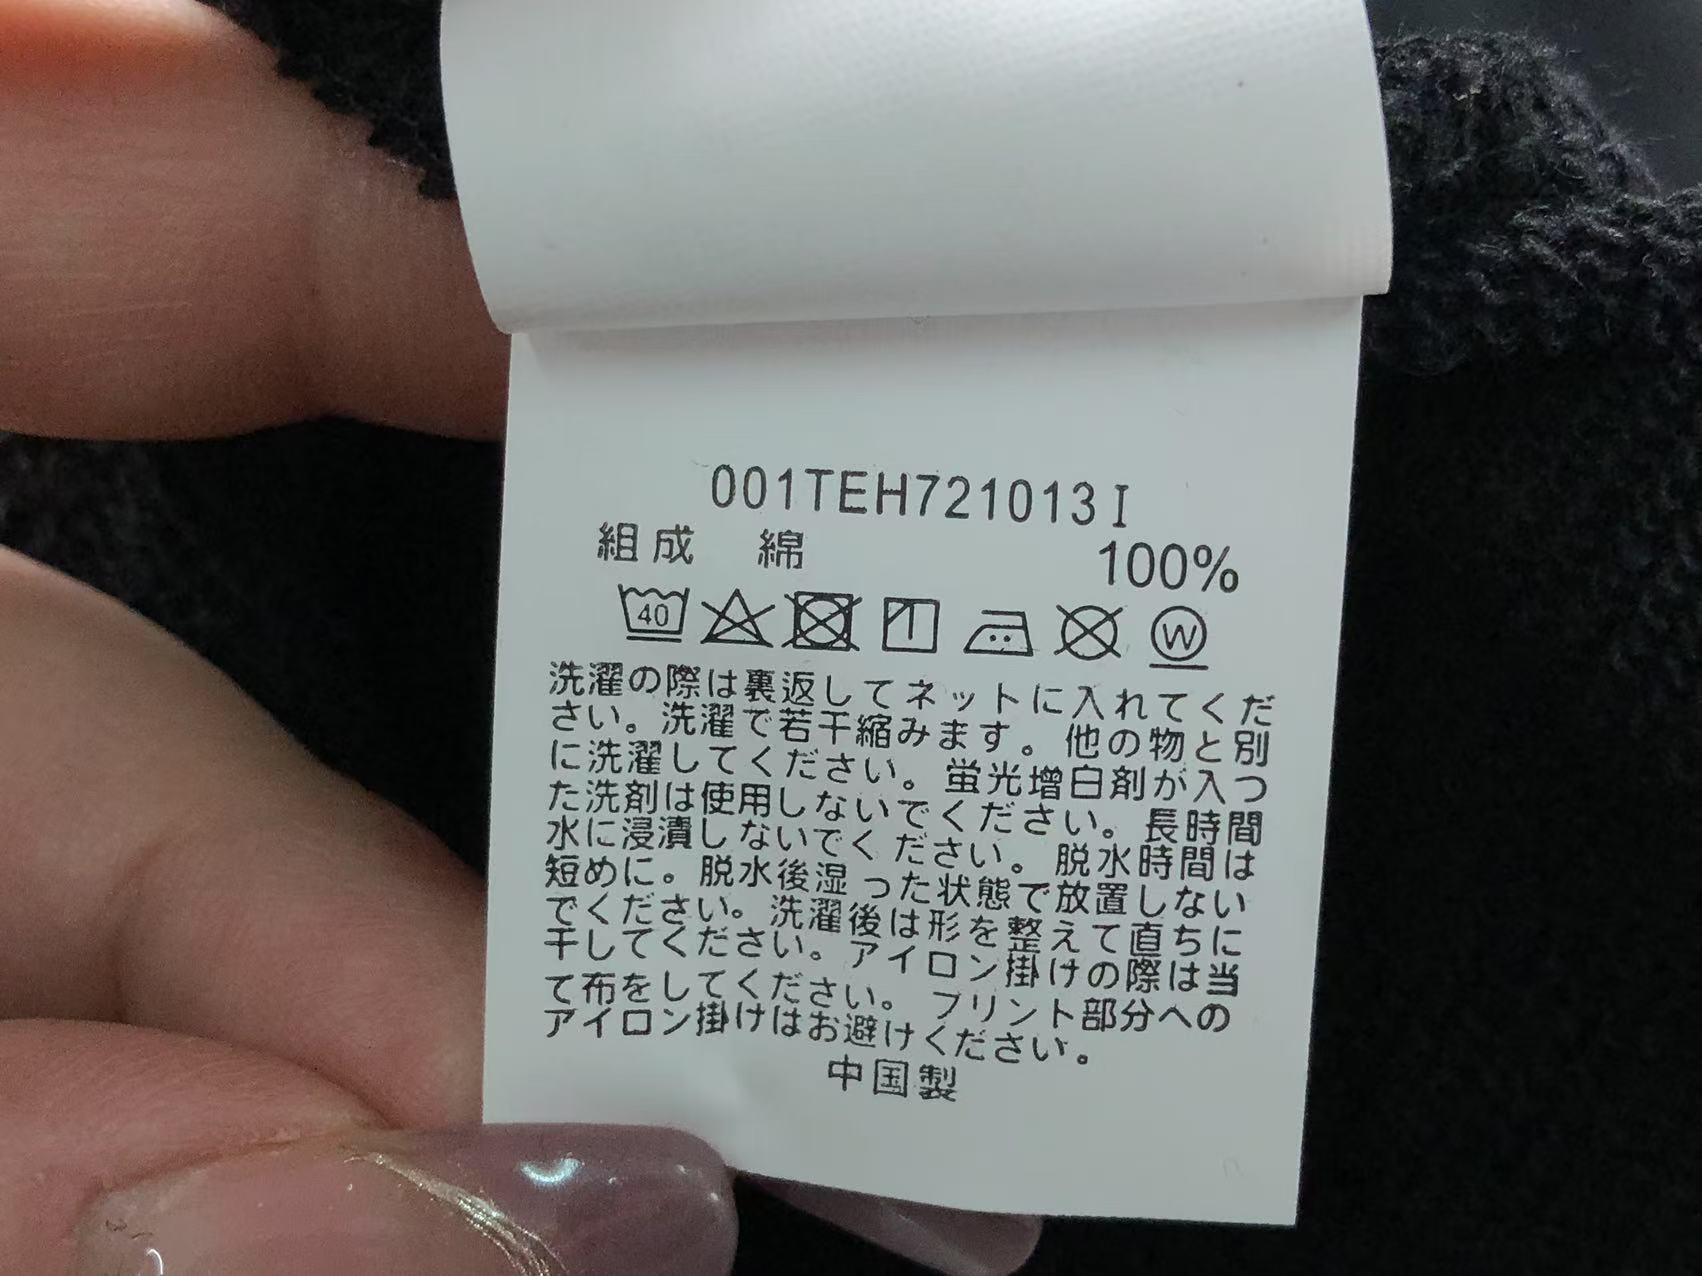 001TEH721013I
組成 綿 100%
40
W
洗濯の際は裏返してネットに入れてくだ
さい。洗濯で若干縮みます。他の物と別
に洗濯してください。蛍光増白剤が入つ
た洗剤は使用しないでください。長時間
水に浸漬しないでください。脱水時間は
短めに。脱水後湿った状態で放置しない
でください。洗濯後は形を整えて直ちに
干してください。アイロン掛けの際は当
て布をしてください。プリント部分への
アイロン掛けはお避けください。
中国製